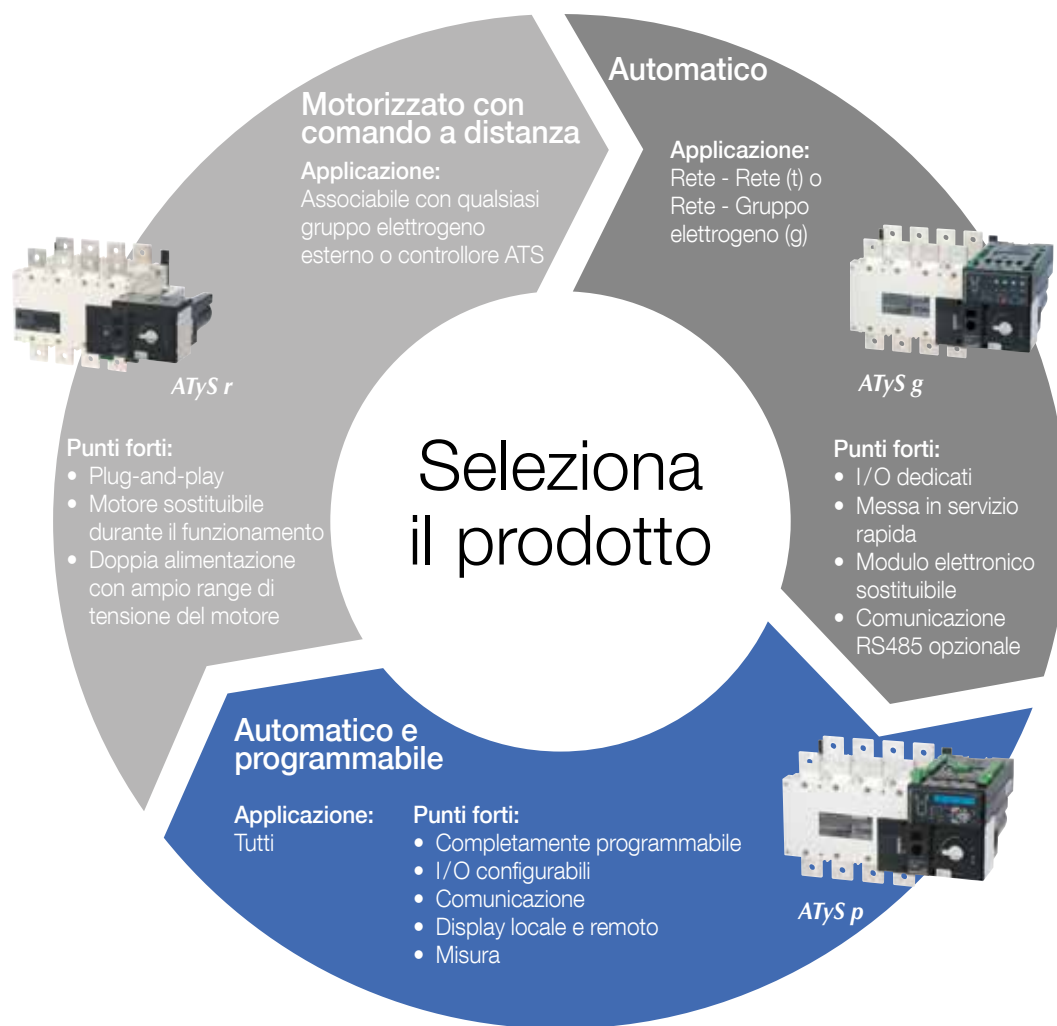 Motorizzato con
comando a distanza
Applicazione:
Associabile con qualsiasi
gruppo elettrogeno
esterno o controllore ATS
ATyS r
Punti forti:
• Plug-and-play
• Motore sostituibile
durante il funzionamento
• Doppia alimentazione
con ampio range di
tensione del motore
Automatico
Applicazione:
Rete - Rete (t) o
Rete - Gruppo
elettrogeno (g)
ATyS g
Punti forti:
• I/O dedicati
• Messa in servizio
rapida
• Modulo elettronico
sostituibile
• Comunicazione
RS485 opzionale
Seleziona
il prodotto
Automatico e
programmabile
Applicazione:
Tutti
Punti forti:
• Completamente programmabile
• I/O configurabili
• Comunicazione
• Display locale e remoto
• Misura
ATyS p